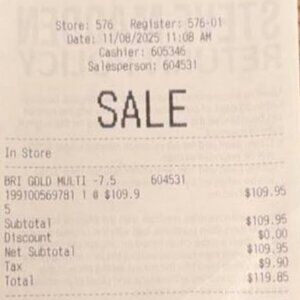 Store: 576 Register: 576-01
Date: 11/08/2025 11:08 AM
Cashier: 605346
Salesperson: 604531
SALE
In Store
BRI GOLD MULTI -7.5 604531
199100569781 1 @ $109.9 $109.95
5
Subtotal $109.95
Discount $0.00
Net Subtotal $109.95
Tax $9.90
Total $119.85